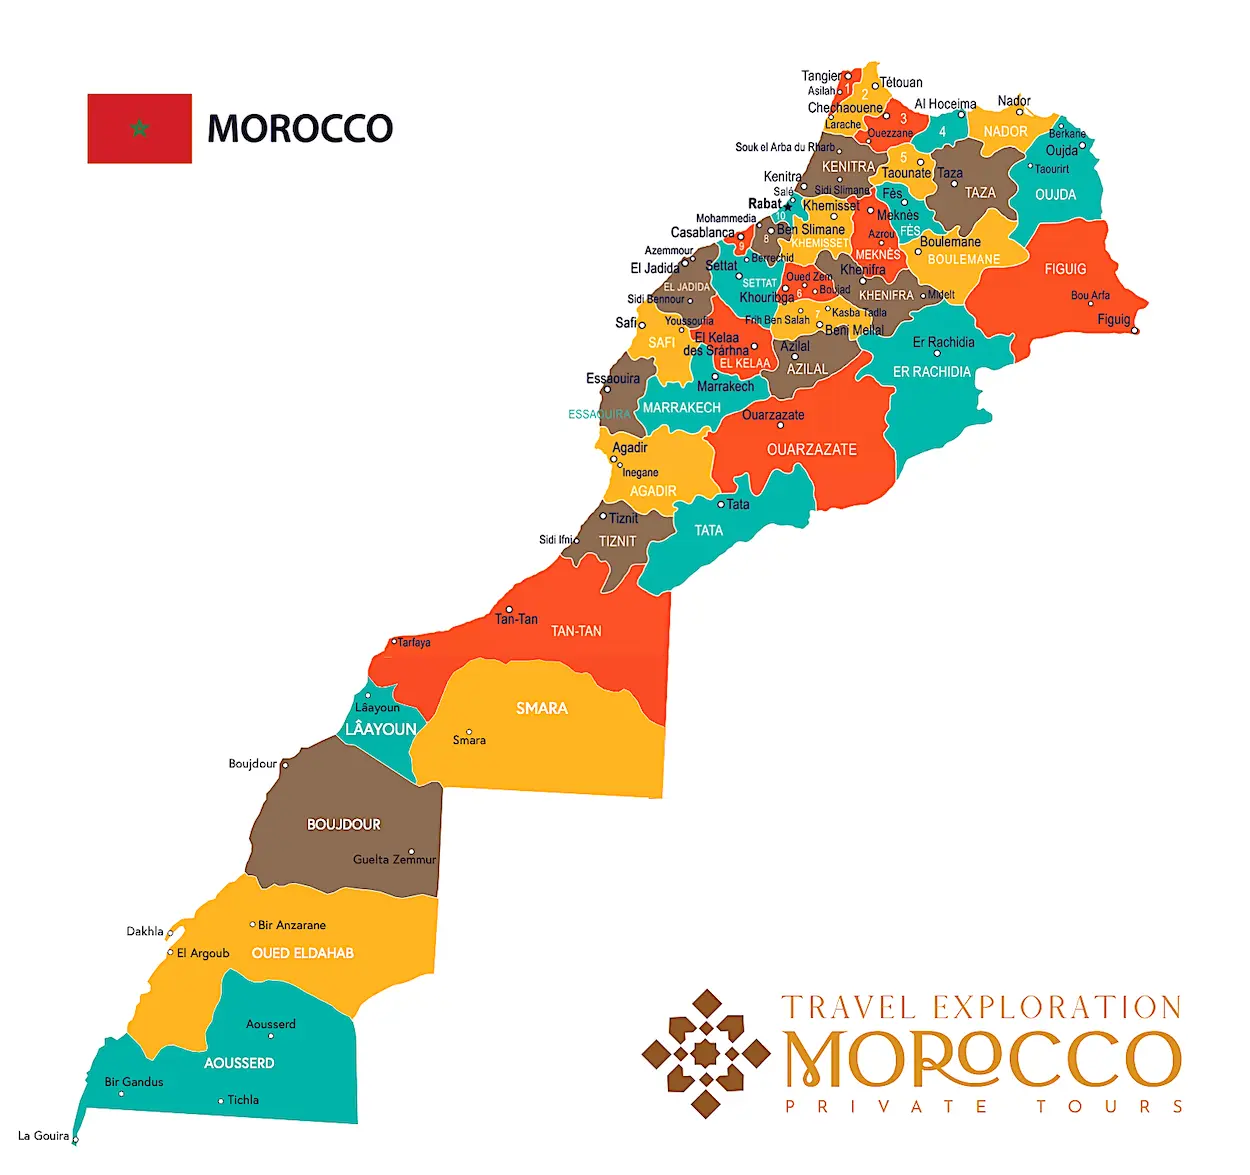 MOROCCO
Tangier
Tétouan
Asilah
1
2
Chechaouene
Al Hoceima
Nador
Larache
3
4
NADOR
Berkane
Ouezzane
Souk el Arba du Rharb
Oujda
5
KENITRA
Taounate
Taza
Taourirt
Kenitra
Sidi Slimane
TAZA
OUJDA
Salé
Fès
Rabat
Khemisset
10
Meknès
Mohammedia
Ben Slimane
FÈS
Casablanca
8
Azrou
Boulemane
9
KHEMISSET
Azemmour
MEKNÈS
BOULEMANE
Berrechid
El Jadida
Settat
Khenifra
FIGUIG
Oued Zem
SETTAT
EL JADIDA
Boujad
KHENIFRA
Midelt
Bou Arfa
Khouribga
6
Sidi Bennour
Kasba Tadla
Frih Ben Salah
7
Figuig
Safi
Youssoufia
Beni Mellal
El Kelaa
des Srárhna
SAFI
Azilal
Er Rachidia
EL KELAA
AZILAL
ER RACHIDIA
Essaouira
Marrakech
ESSAOUIRA
MARRAKECH
Ouarzazate
Agadir
OUARZAZATE
Inegane
AGADIR
Tata
Tiznit
TATA
Sidi Ifni
TIZNIT
Tan-Tan
TAN-TAN
Tarfaya
Lâayoun
SMARA
LÂAYOUN
Smara
Boujdour
BOUJDOUR
Guelta Zemmur
Bir Anzarane
Dakhla
El Argoub
OUED ELDAHAB
Aousserd
AOUSSERD
Bir Gandus
Tichla
La Gouira
TRAVEL EXPLORATION
MOROCCO
PRIVATE TOURS